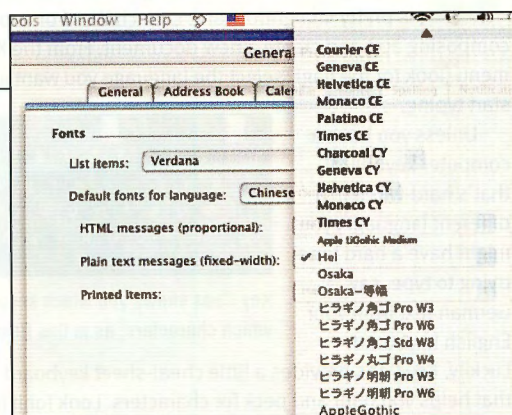 ools Window Help
Genera
General Address Book Caler
Fonts
List items: Verdana
Default fonts for language: Chinese
HTML messages (proportional):
Plain text messages (fixed-width):
Printed items:
Courier CE
Geneva CE
Helvetica CE
Monaco CE
Palatino CE
Times CE
Charcoal CY
Geneva CY
Helvetica CY
Monaco CY
Times CY
Apple LiGothic Medium
✓ Hei
Osaka
Osaka−等幅
ヒラギノ角ゴ Pro W3
ヒラギノ角ゴ Pro W6
ヒラギノ角ゴ Std W8
ヒラギノ丸ゴ Pro W4
ヒラギノ明朝 Pro W3
ヒラギノ明朝 Pro W6
AppleGothic